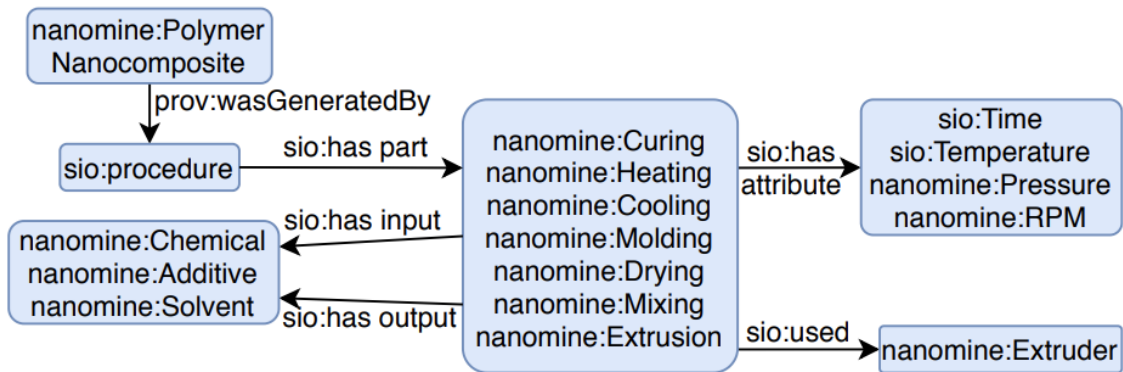 nanomine:Polymer
Nanocomposite
prov:wasGeneratedBy
sio:procedure
sio:has part
nanomine:Curing
nanomine:Heating
nanomine:Cooling
nanomine:Molding
nanomine:Drying
nanomine:Mixing
nanomine:Extrusion
sio:has
attribute
sio:Time
sio:Temperature
nanomine:Pressure
nanomine:RPM
sio:has input
nanomine:Chemical
nanomine:Additive
nanomine:Solvent
sio:has output
sio:used
nanomine:Extruder